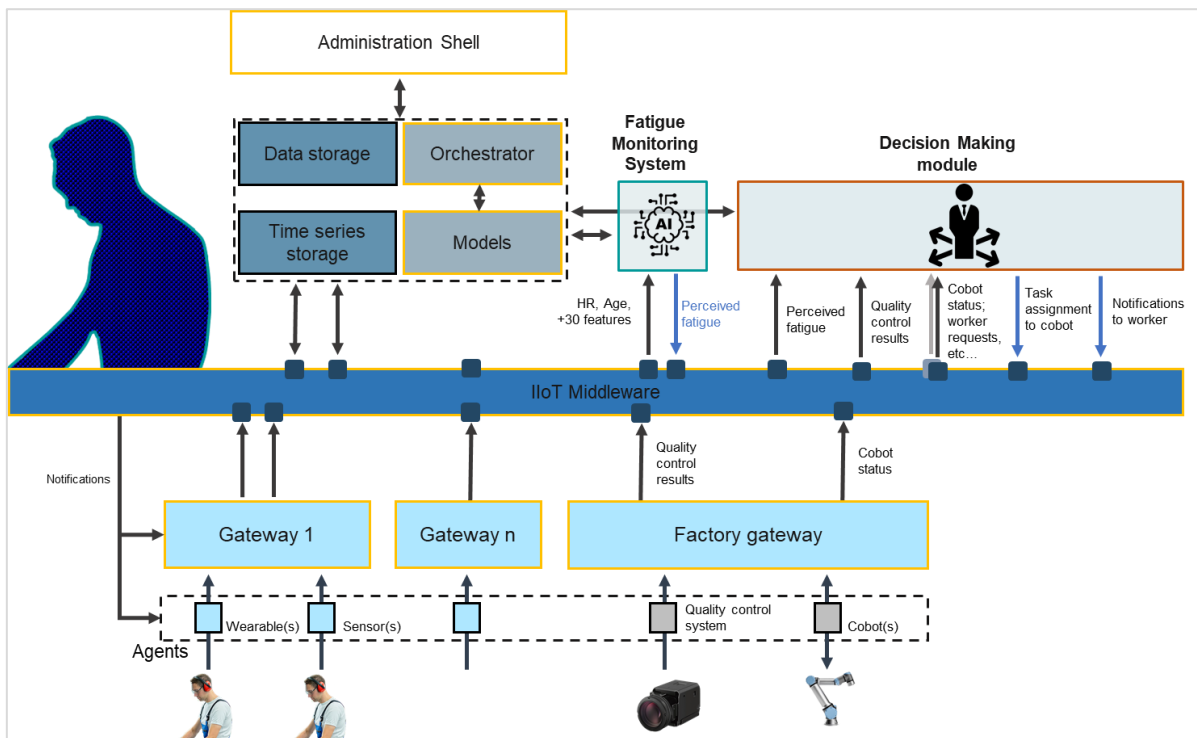 Administration Shell
Data storage
Orchestrator
Time series
storage
Models
Fatigue
Monitoring
System
AI
Decision Making
module
HR, Age,
+30 features
Perceived
fatigue
Perceived
fatigue
Quality
control
results
Cobot
status;
worker
requests,
etc…
Task
assignment
to cobot
Notifications
to worker
IIoT Middleware
Notifications
Quality
control
results
Cobot
status
Gateway 1
Gateway n
Factory gateway
Wearable(s)
Sensor(s)
Quality control
system
Cobot(s)
Agents